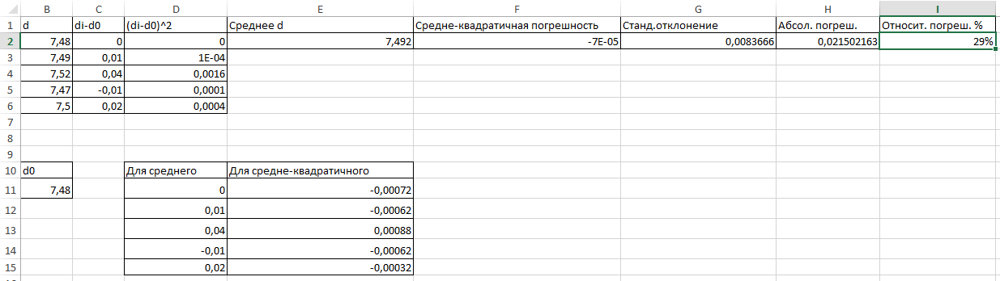 B C D E F G H I
1 d di-d0 (di-d0)^2 Среднее d Средне-квадратичная погрешность Станд.отклонение Абсол. погреш. Относит. погреш. %
2 7,48 0 0 7,492 -7E-05 0,0083666 0,021502163 29%
3 7,49 0,01 1E-04
4 7,52 0,04 0,0016
5 7,47 -0,01 0,0001
6 7,5 0,02 0,0004
7
8
9
10 d0 Для среднего Для средне-квадратичного
11 7,48 0 -0,00072
12 0,01 -0,00062
13 0,04 0,00088
14 -0,01 -0,00062
15 0,02 -0,00032